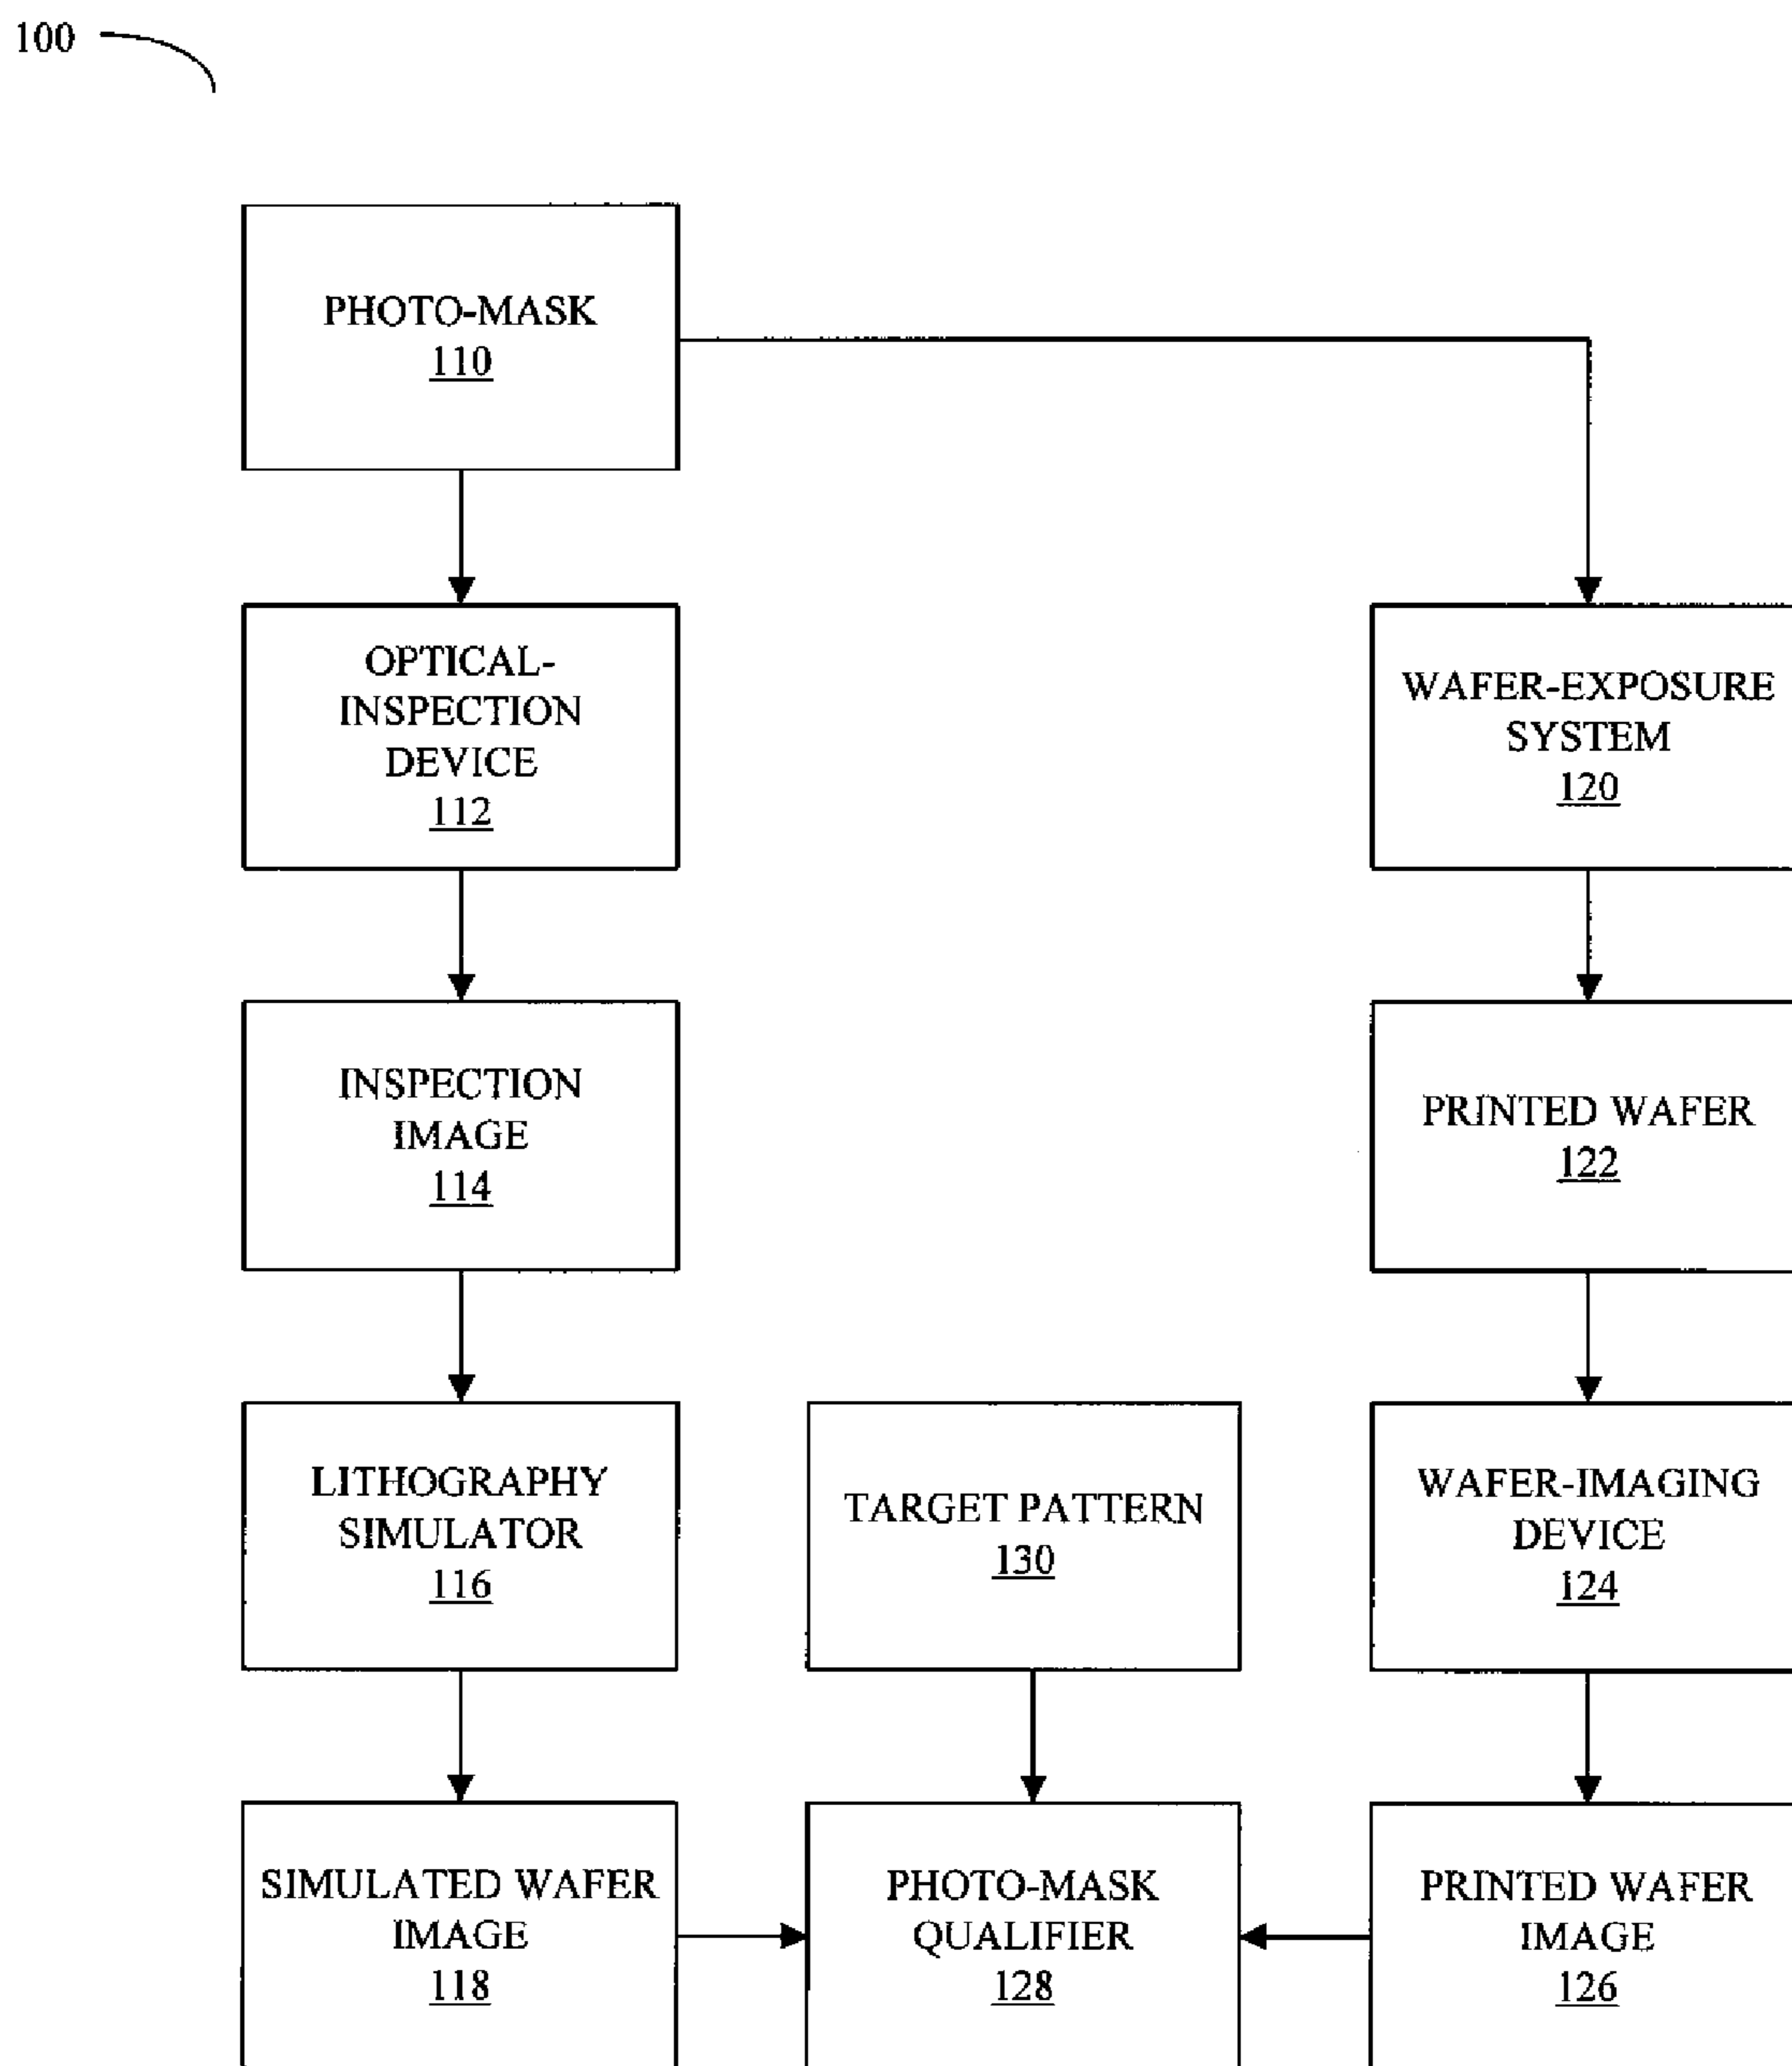 100
PHOTO-MASK
110
OPTICAL-
INSPECTION
DEVICE
112
WAFER-EXPOSURE
SYSTEM
120
INSPECTION
IMAGE
114
PRINTED WAFER
122
LITHOGRAPHY
SIMULATOR
116
TARGET PATTERN
130
WAFER-IMAGING
DEVICE
124
SIMULATED WAFER
IMAGE
118
PHOTO-MASK
QUALIFIER
128
PRINTED WAFER
IMAGE
126